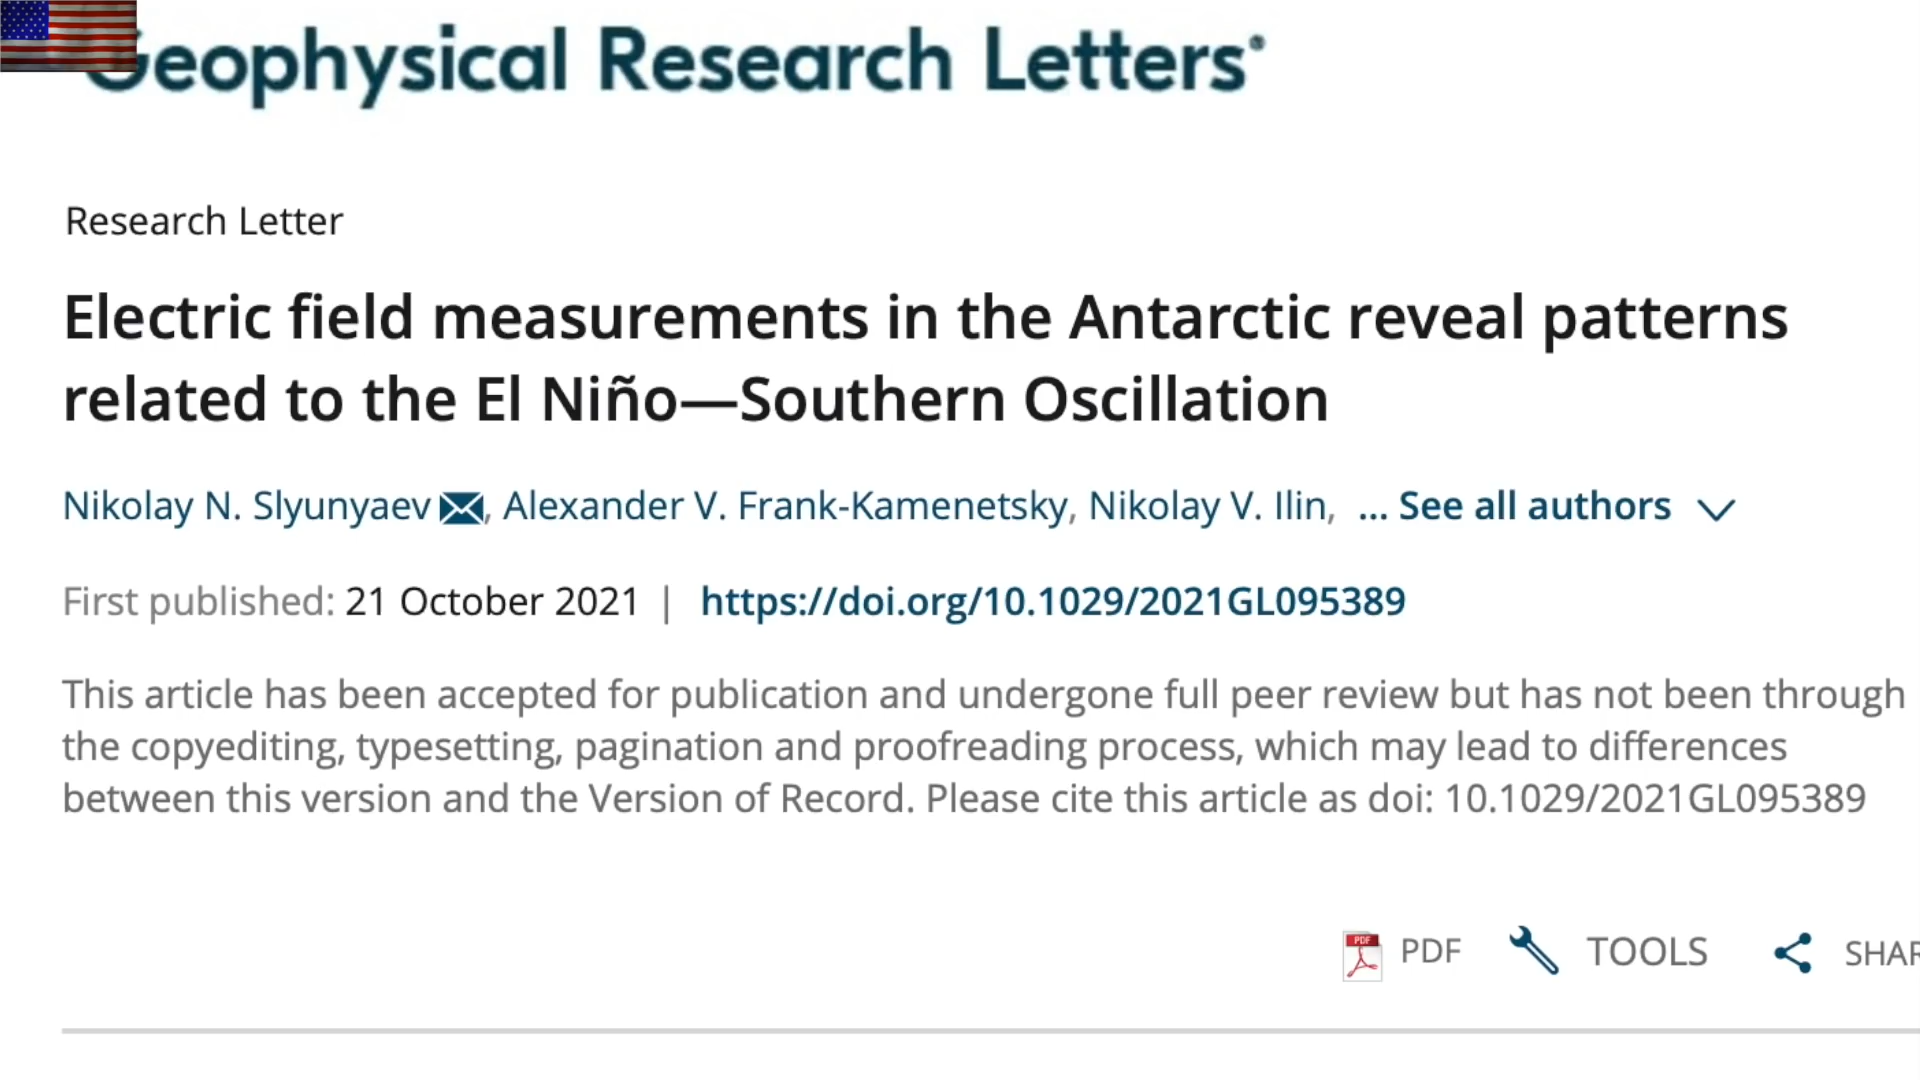 Geophysical Research Letters®
Research Letter
Electric field measurements in the Antarctic reveal patterns
related to the El Niño—Southern Oscillation
Nikolay N. Slyunyaev, Alexander V. Frank-Kamenetsky, Nikolay V. Ilin, ... See all authors
First published: 21 October 2021 | https://doi.org/10.1029/2021GL095389
This article has been accepted for publication and undergone full peer review but has not been through
the copyediting, typesetting, pagination and proofreading process, which may lead to differences
between this version and the Version of Record. Please cite this article as doi: 10.1029/2021GL095389
PDF PDF TOOLS SHAR